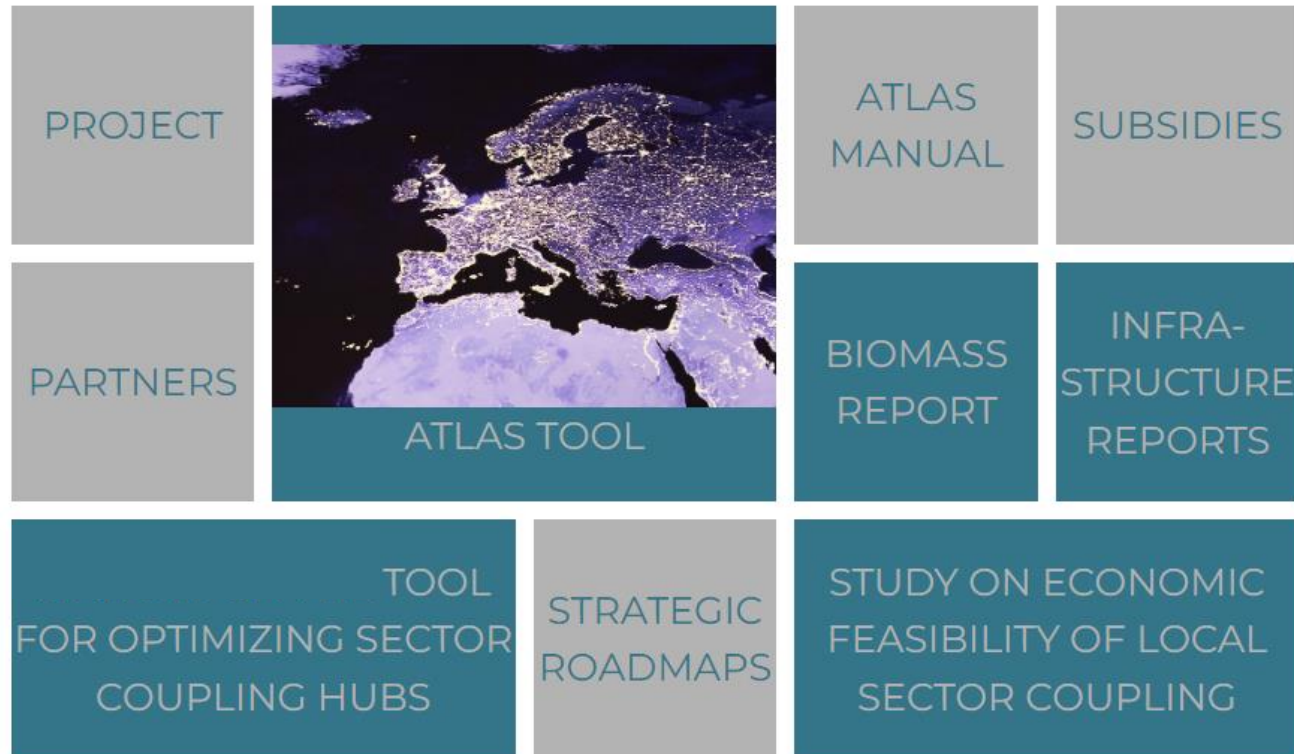 PROJECT
ATLAS
MANUAL
SUBSIDIES
PARTNERS
ATLAS TOOL
BIOMASS
REPORT
INFRA-
STRUCTURE
REPORTS
TOOL
FOR OPTIMIZING SECTOR
COUPLING HUBS
STRATEGIC
ROADMAPS
STUDY ON ECONOMIC
FEASIBILITY OF LOCAL
SECTOR COUPLING